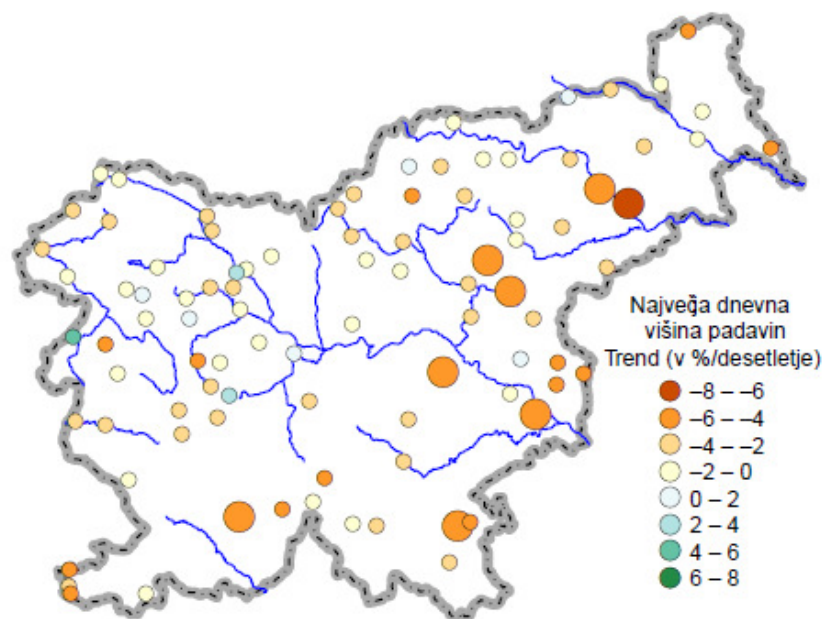 Največja dnevna
višina padavin
Trend (v %/desetletje)
–8 – –6
–6 – –4
–4 – –2
–2 – 0
0 – 2
2 – 4
4 – 6
6 – 8